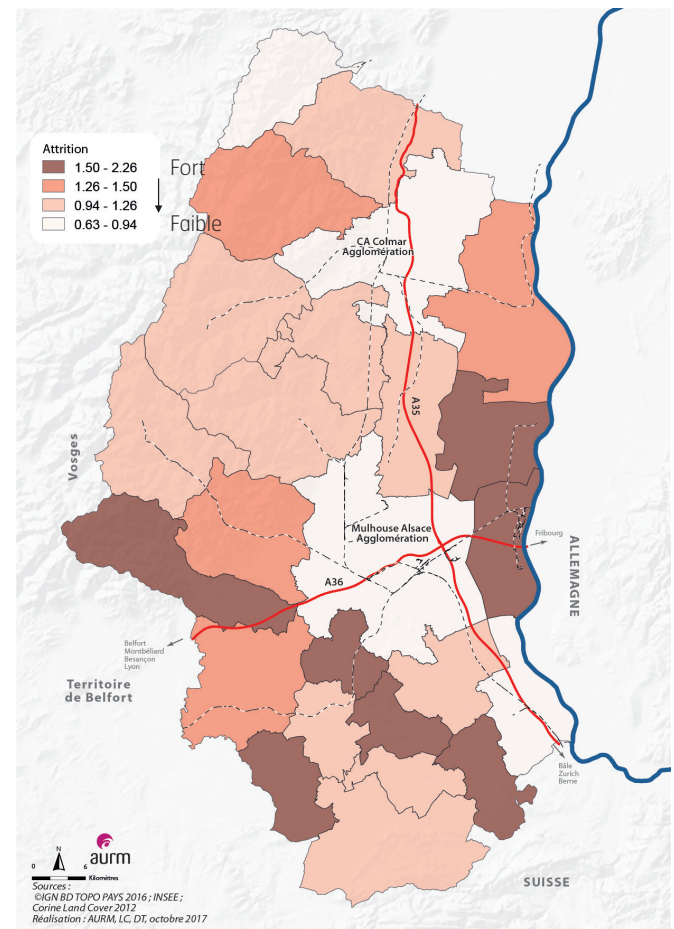 Attrition
1.50 - 2.26
1.26 - 1.50
0.94 - 1.26
0.63 - 0.94
Fort
Faible
CA Colmar
Agglomération
A35
Vosges
Mulhouse Alsace
Agglomération
Fribourg
ALLEMAGNE
A36
Belfort
Montbéliard
Besançon
Lyon
Territoire
de Belfort
Bâle
Zurich
Berne
N
0
6
Kilomètres
aurm
SUISSE
Sources :
©IGN BD TOPO PAYS 2016 ; INSEE ;
Corine Land Cover 2012
Réalisation : AURM, LC, DT, octobre 2017